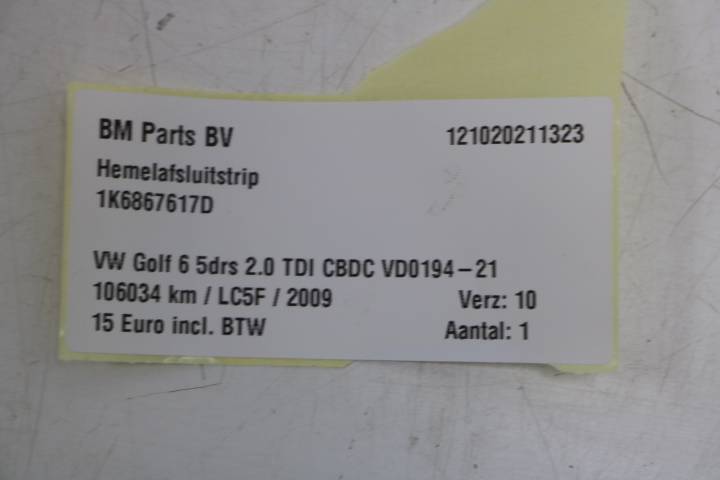 BM Parts BV 121020211323
Hemelafsluitstrip
1K6867617D
VW Golf 6 5drs 2.0 TDI CBDC VD0194-21
106034 km / LC5F / 2009 Verz: 10
15 Euro incl. BTW Aantal: 1